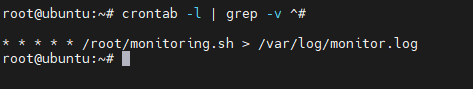 root@ubuntu:~# crontab -l | grep -v ^#
* * * * * /root/monitoring.sh > /var/log/monitor.log
root@ubuntu:~#